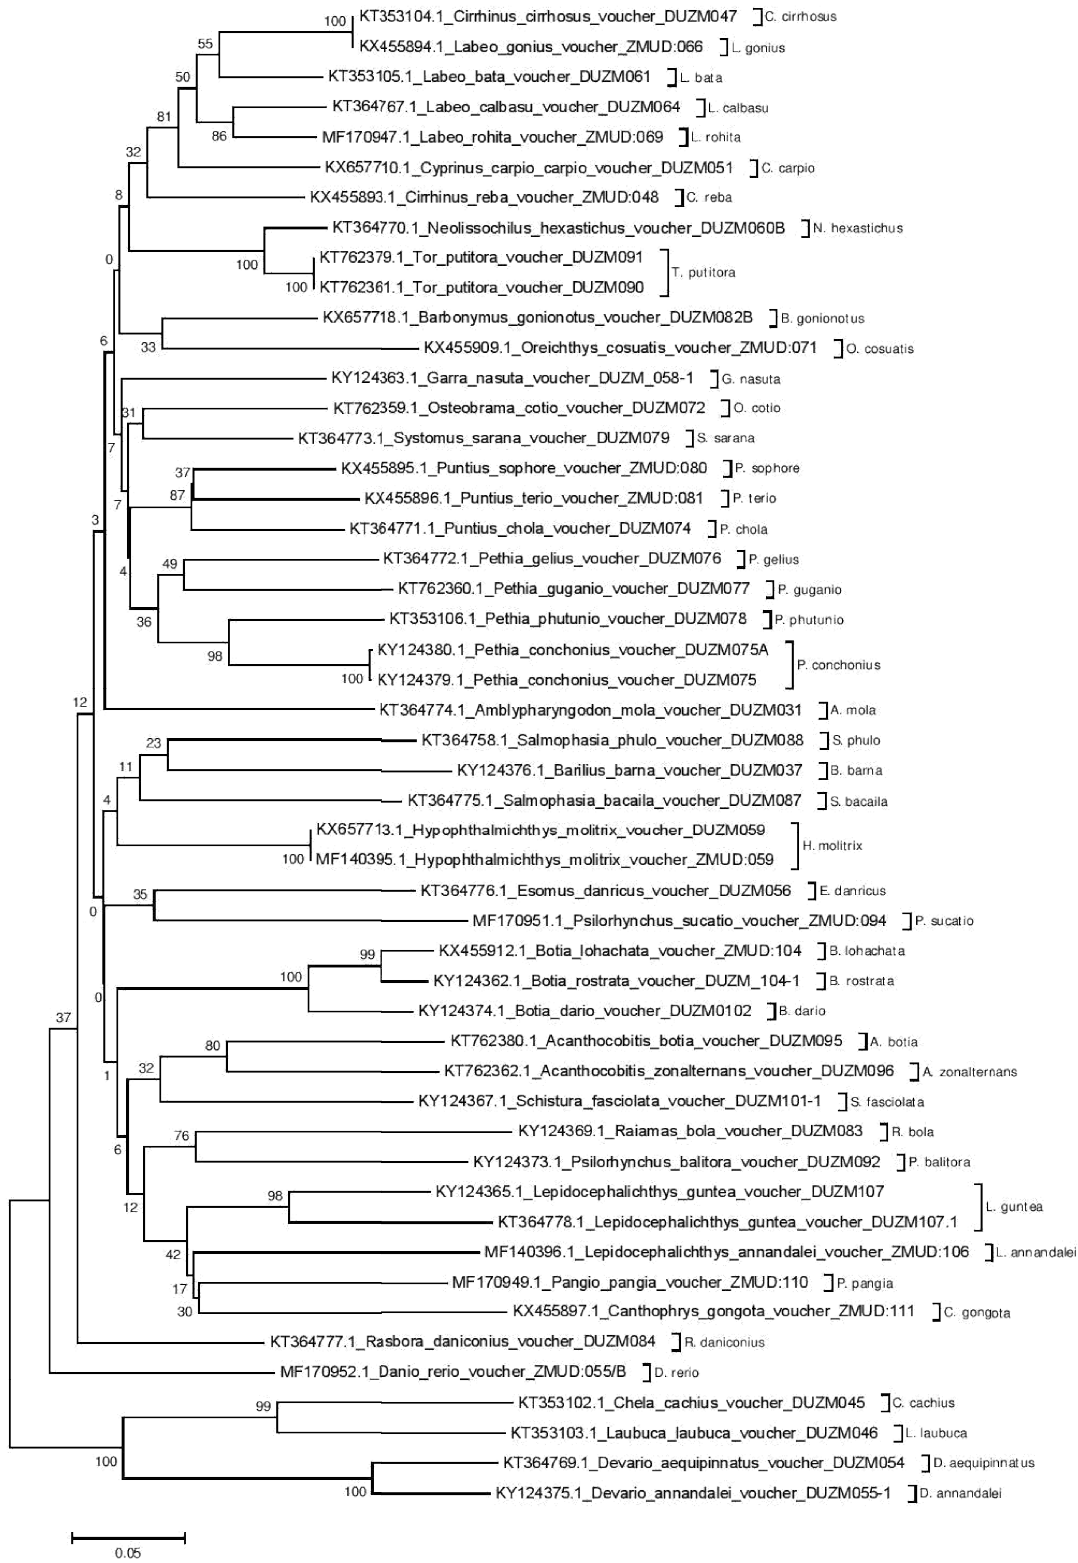 KT353104.1_Cirrhinus_cirrhosus_voucher_DUZM047 C. cirrhosus
100
KX455894.1_Labeo_gonius_voucher_ZMUD:066 L. gonius
55
KT353105.1_Labeo_bata_voucher_DUZM061 L. bata
50
KT364767.1_Labeo_calbasu_voucher_DUZM064 L. calbasu
81
86
MF170947.1_Labeo_rohita_voucher_ZMUD:069 L. rohita
32
KX657710.1_Cyprinus_carpio_carpio_voucher_DUZM051 C. carpio
8
KX455893.1_Cirrhinus_reba_voucher_ZMUD:048 C. reba
KT364770.1_Neolissochilus_hexastichus_voucher_DUZM060B N. hexastichus
0
100
KT762379.1_Tor_putitora_voucher_DUZM091
T. putitora
100
KT762361.1_Tor_putitora_voucher_DUZM090
KX657718.1_Barbonymus_gonionotus_voucher_DUZM082B B. gonionotus
6
33
KX455909.1_Oreichthys_cosuatis_voucher_ZMUD:071 O. cosuatis
KY124363.1_Garra_nasuta_voucher_DUZM_058-1 G. nasuta
31
KT762359.1_Osteobrama_cotio_voucher_DUZM072 O. cotio
7
KT364773.1_Systomus_sarana_voucher_DUZM079 S. sarana
37
KX455895.1_Puntius_sophore_voucher_ZMUD:080 P. sophore
87
7
KX455896.1_Puntius_terio_voucher_ZMUD:081 P. terio
3
KT364771.1_Puntius_chola_voucher_DUZM074 P. chola
4
49
KT364772.1_Pethia_gelius_voucher_DUZM076 P. gelius
KT762360.1_Pethia_guganio_voucher_DUZM077 P. guganio
36
KT353106.1_Pethia_phutunio_voucher_DUZM078 P. phutunio
98
KY124380.1_Pethia_conchonius_voucher_DUZM075A
P. conchonius
100
KY124379.1_Pethia_conchonius_voucher_DUZM075
12
KT364774.1_Amblypharyngodon_mola_voucher_DUZM031 A. mola
23
KT364758.1_Salmophasia_phulo_voucher_DUZM088 S. phulo
11
KY124376.1_Barilius_barna_voucher_DUZM037 B. barna
4
KT364775.1_Salmophasia_bacaila_voucher_DUZM087 S. bacaila
KX657713.1_Hypophthalmichthys_molitrix_voucher_DUZM059
H. molitrix
100
MF140395.1_Hypophthalmichthys_molitrix_voucher_ZMUD:059
35
KT364776.1_Esomus_danricus_voucher_DUZM056 E. danricus
0
MF170951.1_Psilorhynchus_sucatio_voucher_ZMUD:094 P. sucatio
99
KX455912.1_Botia_lohachata_voucher_ZMUD:104 B. lohachata
100
KY124362.1_Botia_rostrata_voucher_DUZM_104-1 B. rostrata
0
KY124374.1_Botia_dario_voucher_DUZM0102 B. dario
37
80
KT762380.1_Acanthocobitis_botia_voucher_DUZM095 A. botia
32
1
KT762362.1_Acanthocobitis_zonalternans_voucher_DUZM096 A. zonalternans
KY124367.1_Schistura_fasciolata_voucher_DUZM101-1 S. fasciolata
76
KY124369.1_Raiamas_bola_voucher_DUZM083 R. bola
6
KY124373.1_Psilorhynchus_balitora_voucher_DUZM092 P. balitora
98
KY124365.1_Lepidocephalichthys_guntea_voucher_DUZM107
12
L. guntea
KT364778.1_Lepidocephalichthys_guntea_voucher_DUZM107.1
42
MF140396.1_Lepidocephalichthys_annandalei_voucher_ZMUD:106 L. annandalei
17
MF170949.1_Pangio_pangia_voucher_ZMUD:110 P. pangia
30
KX455897.1_Canthophrys_gongota_voucher_ZMUD:111 C. gongota
KT364777.1_Rasbora_daniconius_voucher_DUZM084 R. daniconius
MF170952.1_Danio_rerio_voucher_ZMUD:055/B D. rerio
99
KT353102.1_Chela_cachius_voucher_DUZM045 C. cachius
KT353103.1_Laubuca_laubuca_voucher_DUZM046 L. laubuca
100
KT364769.1_Devario_aequipinnatus_voucher_DUZM054 D. aequipinnatus
100
KY124375.1_Devario_annandalei_voucher_DUZM055-1 D. annandalei
0.05